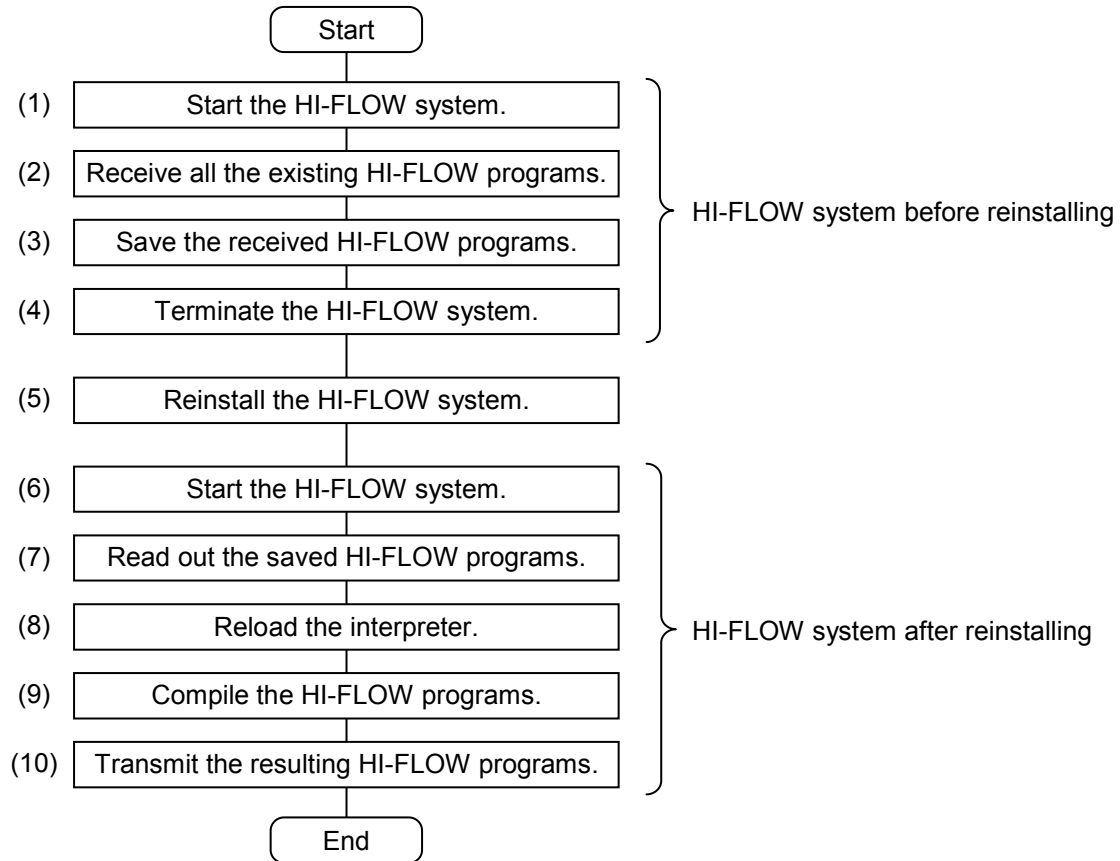 Start
(1) Start the HI-FLOW system.
(2) Receive all the existing HI-FLOW programs.
(3) Save the received HI-FLOW programs.
(4) Terminate the HI-FLOW system.
HI-FLOW system before reinstalling
(5) Reinstall the HI-FLOW system.
(6) Start the HI-FLOW system.
(7) Read out the saved HI-FLOW programs.
(8) Reload the interpreter.
(9) Compile the HI-FLOW programs.
(10) Transmit the resulting HI-FLOW programs.
HI-FLOW system after reinstalling
End